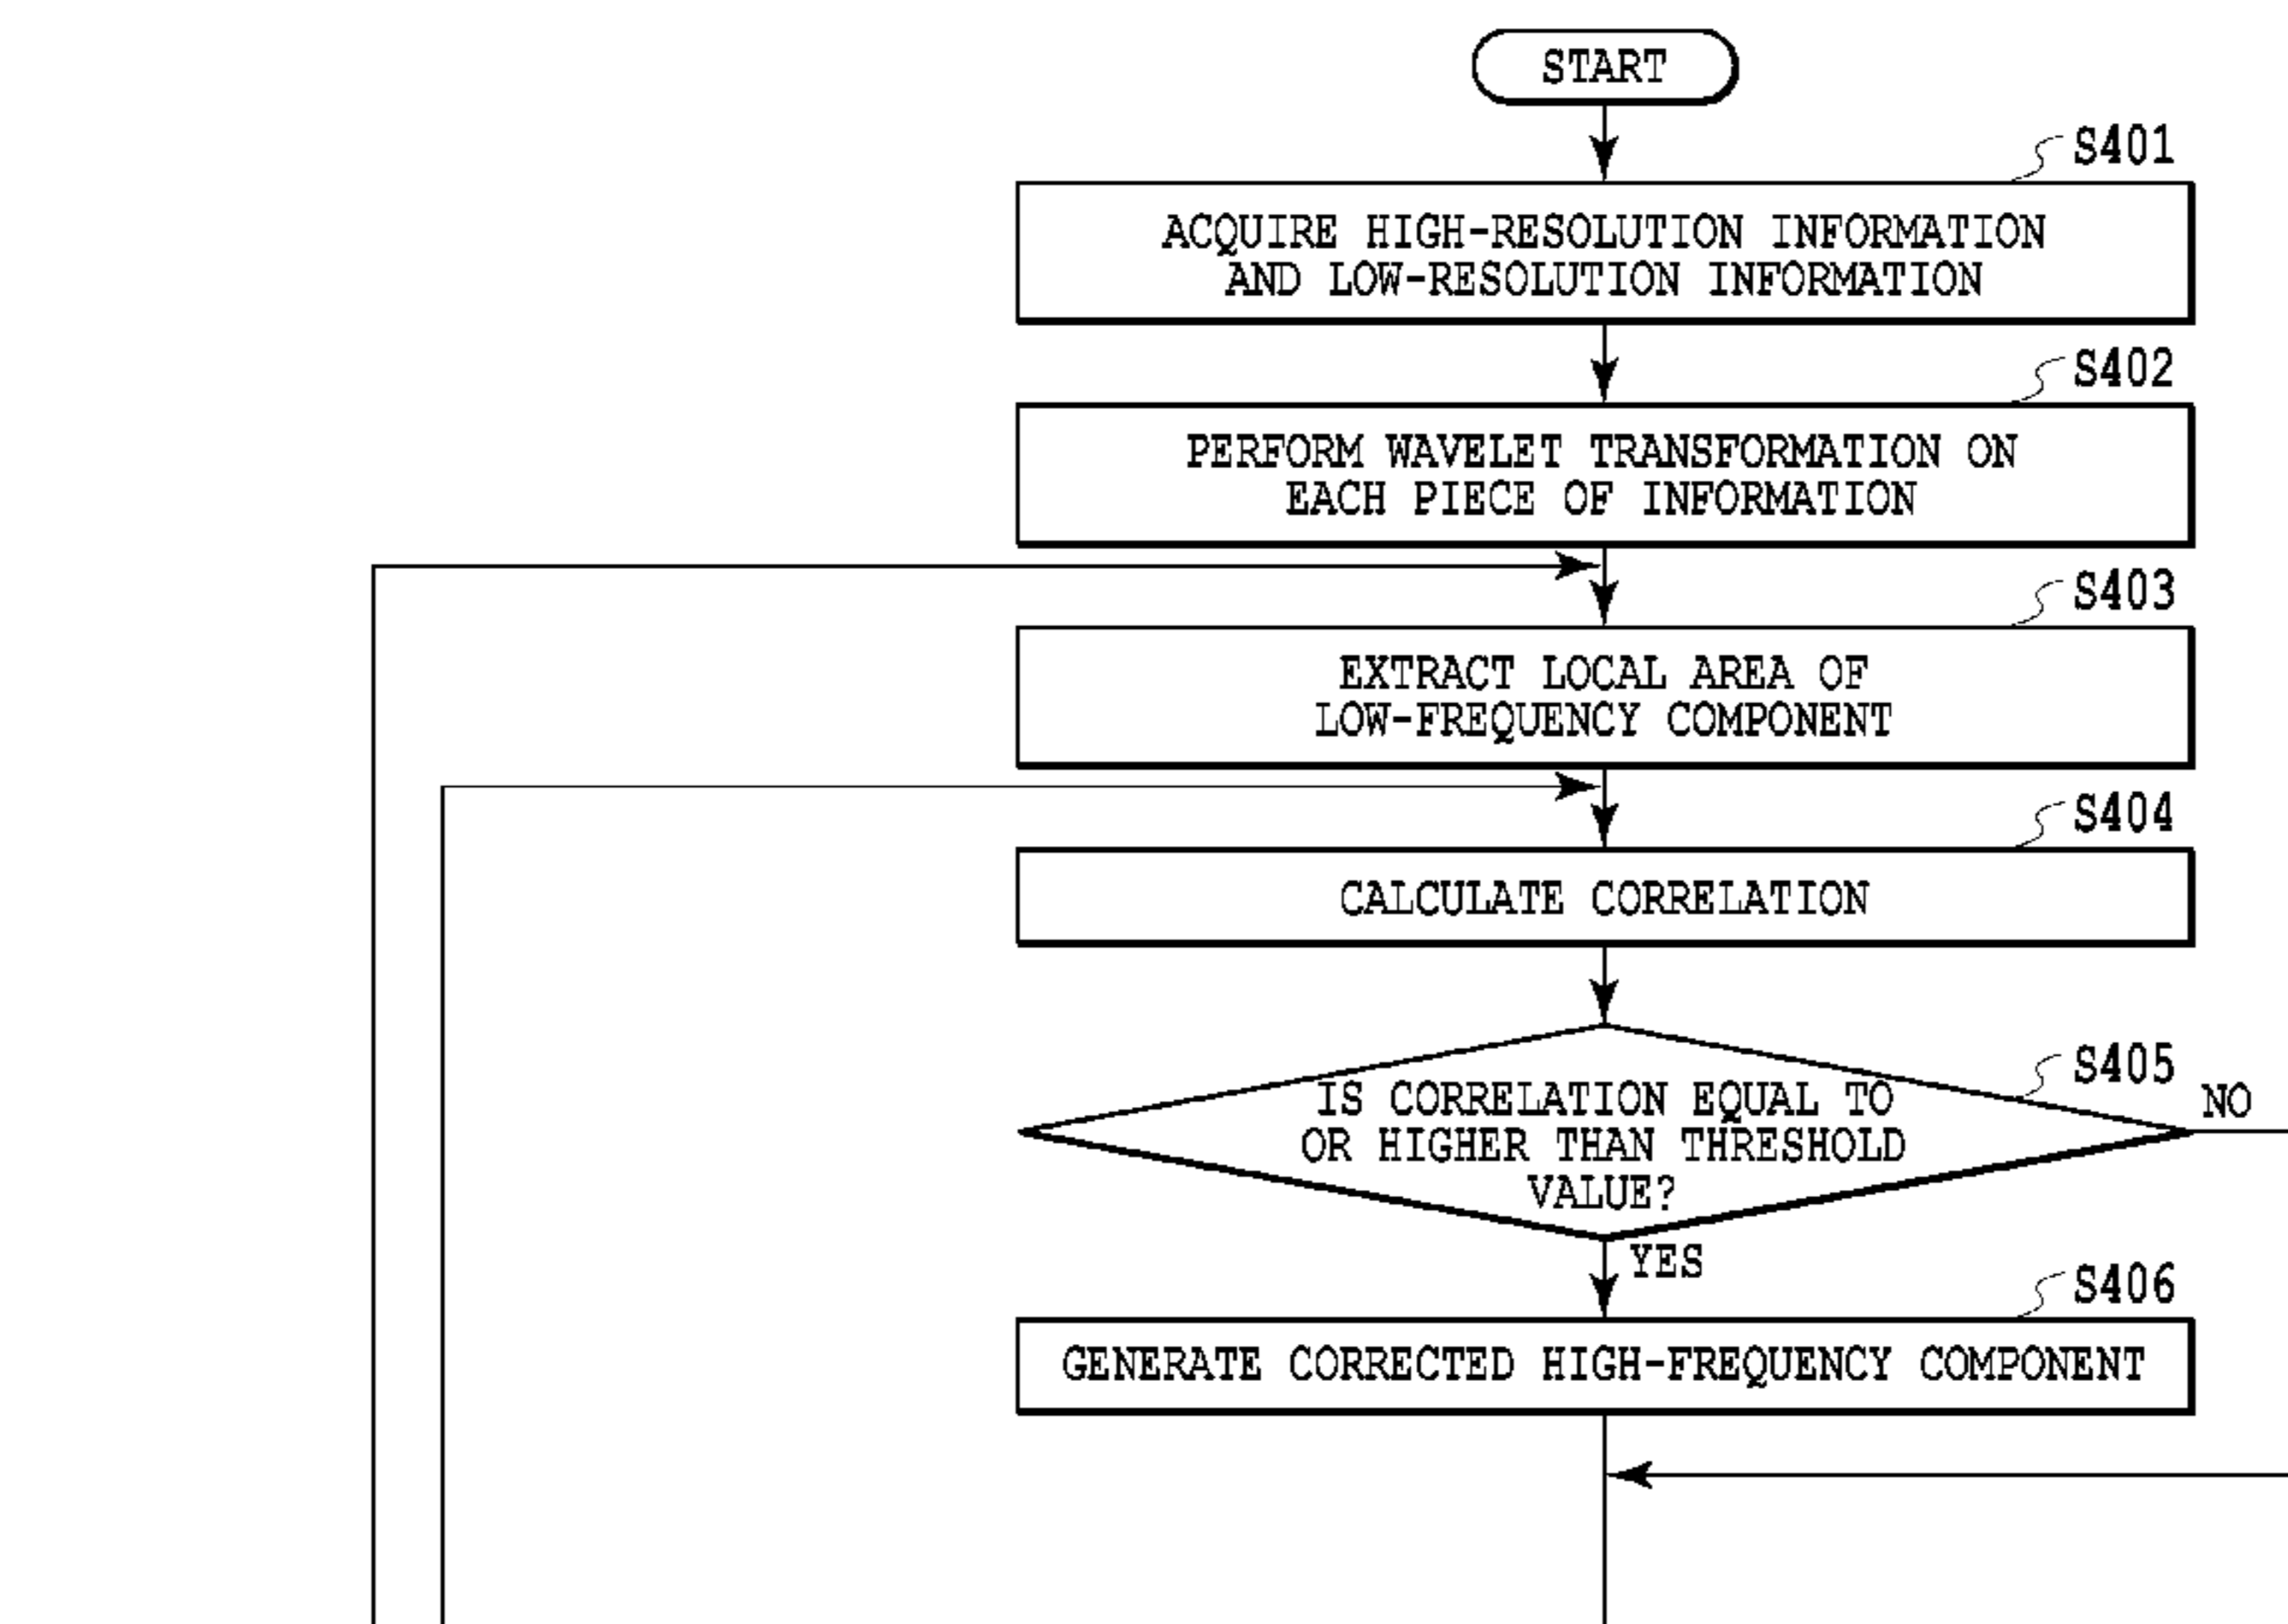 START
S401
ACQUIRE HIGH-RESOLUTION INFORMATION
AND LOW-RESOLUTION INFORMATION
S402
PERFORM WAVELET TRANSFORMATION ON
EACH PIECE OF INFORMATION
S403
EXTRACT LOCAL AREA OF
LOW-FREQUENCY COMPONENT
S404
CALCULATE CORRELATION
S405
NO
IS CORRELATION EQUAL TO
OR HIGHER THAN THRESHOLD
VALUE?
YES
S406
GENERATE CORRECTED HIGH-FREQUENCY COMPONENT